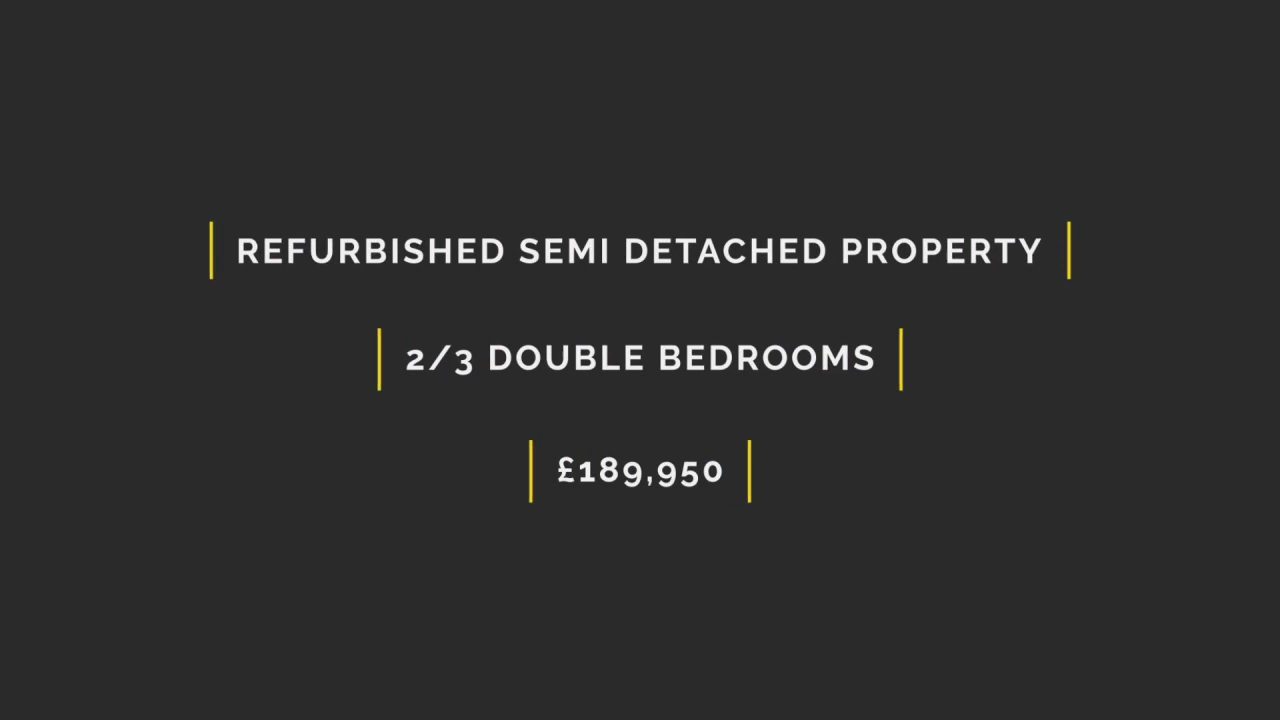 REFURBISHED SEMI DETACHED PROPERTY
2/3 DOUBLE BEDROOMS
£189,950